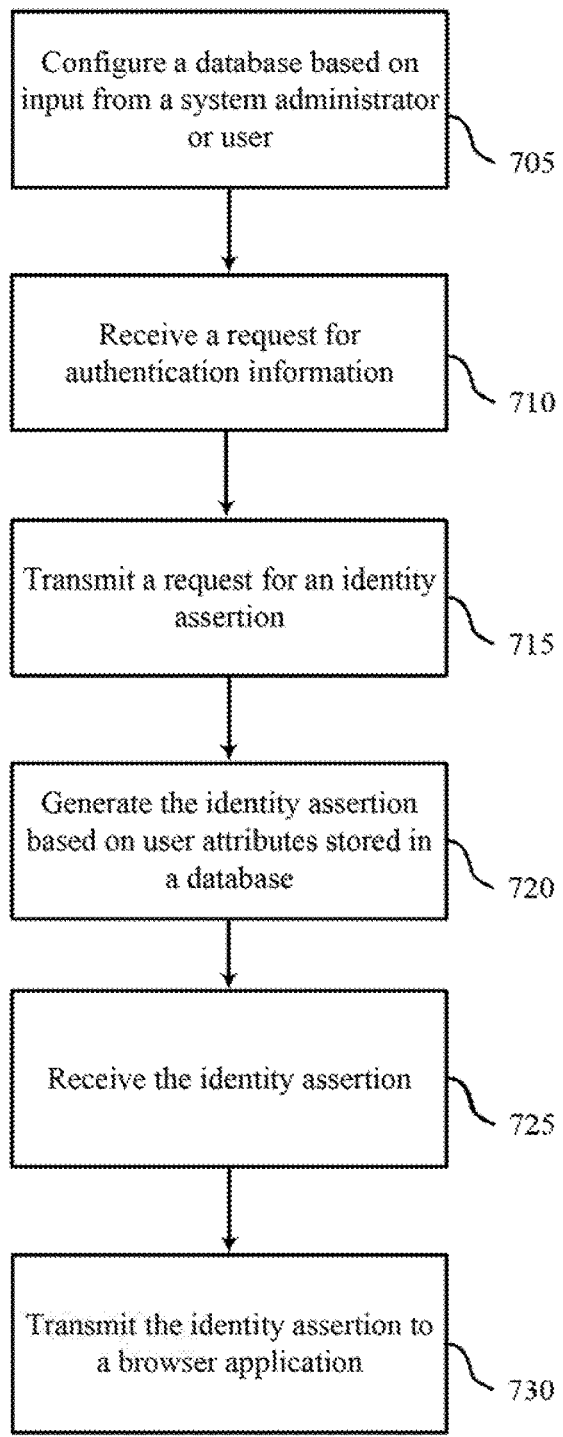 Configure a database based on
input from a system administrator
or user
705
Receive a request for
authentication information
710
Transmit a request for an identity
assertion
715
Generate the identity assertion
based on user attributes stored in
a database
720
Receive the identity assertion
725
Transmit the identity assertion to
a browser application
730